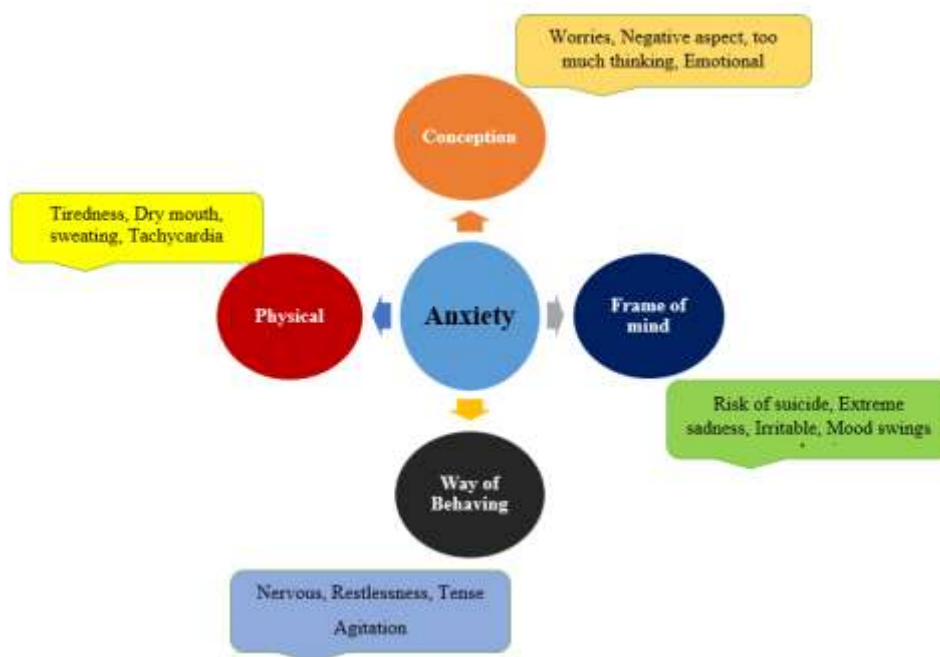 Worries, Negative aspect, too
much thinking, Emotional
Conception
Tiredness, Dry mouth,
sweating, Tachycardia
Physical
Anxiety
Frame of
mind
Risk of suicide, Extreme
sadness, Irritable, Mood swings
Way of
Behaving
Nervous, Restlessness, Tense
Agitation